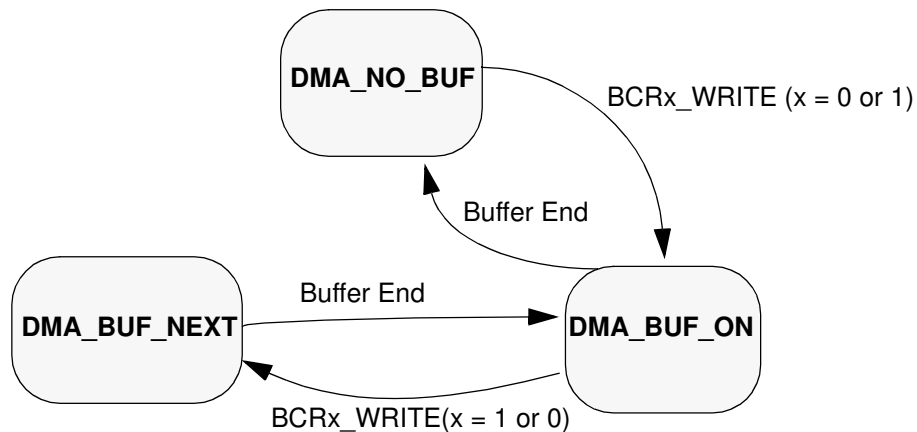 DMA_NO_BUF
BCRx_WRITE (x = 0 or 1)
Buffer End
Buffer End
DMA_BUF_NEXT
DMA_BUF_ON
BCRx_WRITE(x = 1 or 0)